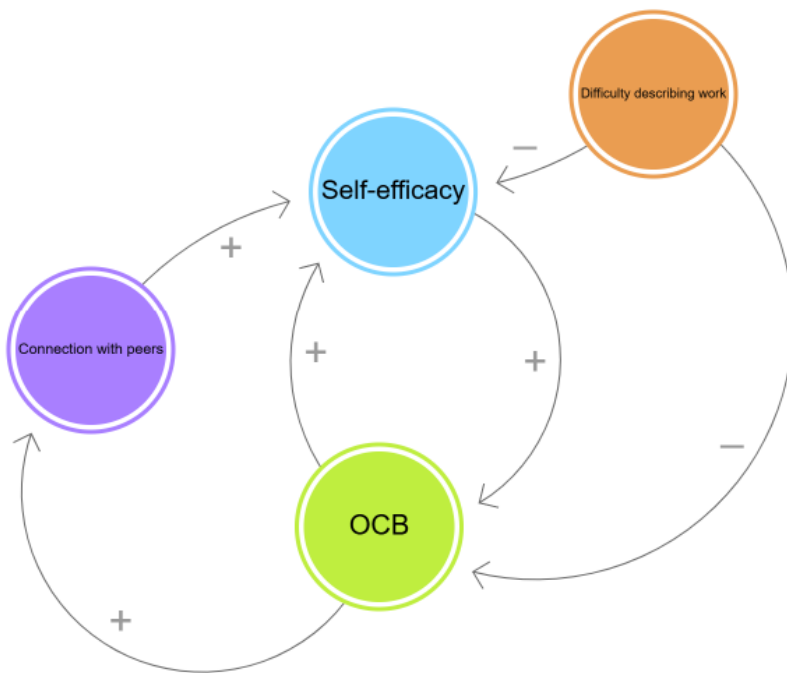 Difficulty describing work
−
Self-efficacy
+
Connection with peers
+
+
−
OCB
+